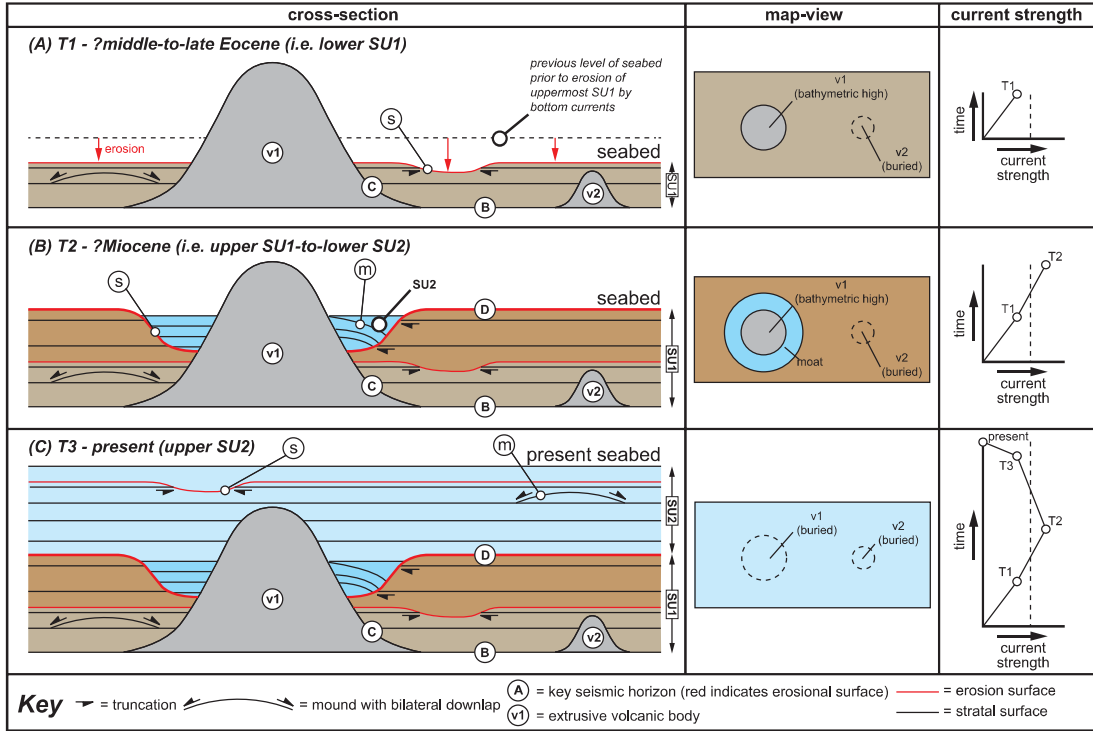 cross-section
map-view
current strength
(A) T1 - ?middle-to-late Eocene (i.e. lower SU1)
previous level of seabed
prior to erosion of
uppermost SU1 by
bottom currents
s
erosion
v1
seabed
C
B
v2
SU1
v1
(bathymetric high)
v2
(buried)
time
T1
current
strength
(B) T2 - ?Miocene (i.e. upper SU1-to-lower SU2)
s
m
SU2
seabed
D
v1
C
B
v2
SU1
v1
(bathymetric high)
moat
v2
(buried)
time
T2
T1
current
strength
(C) T3 - present (upper SU2)
s
m
present seabed
SU2
D
v1
C
B
v2
SU1
v1
(buried)
v2
(buried)
present
T3
time
T2
T1
current
strength
Key
= truncation
= mound with bilateral downlap
A = key seismic horizon (red indicates erosional surface)
v1 = extrusive volcanic body
= erosion surface
= stratal surface